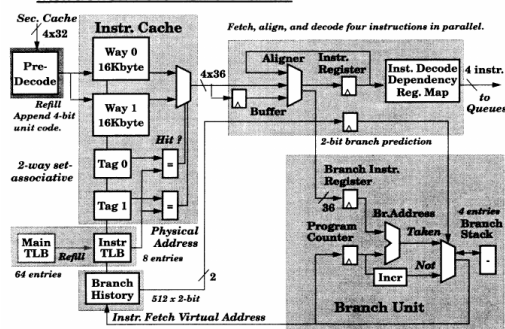 Sec. Cache
4x32
Pre-
Decode
Refill
Append 4-bit
unit code.
Instr. Cache
Way 0
16Kbyte
Way 1
16Kbyte
2-way set-
associative
Tag 0
Tag 1
Hit ?
=
=
4x36
Fetch, align, and decode four instructions in parallel.
Aligner
Instr.
Register
Buffer
Inst. Decode
Dependency
Reg. Map
4 instr.
to
Queues
2-bit branch prediction
Main
TLB
64 entries
Refill
Instr
TLB
Physical
Address
8 entries
Branch
History
512 x 2-bit
2
Instr. Fetch Virtual Address
Branch Instr.
Register
36
Program
Counter
Br.Address
Taken
Not
Incr
4 entries
Branch
Stack
-
Branch Unit